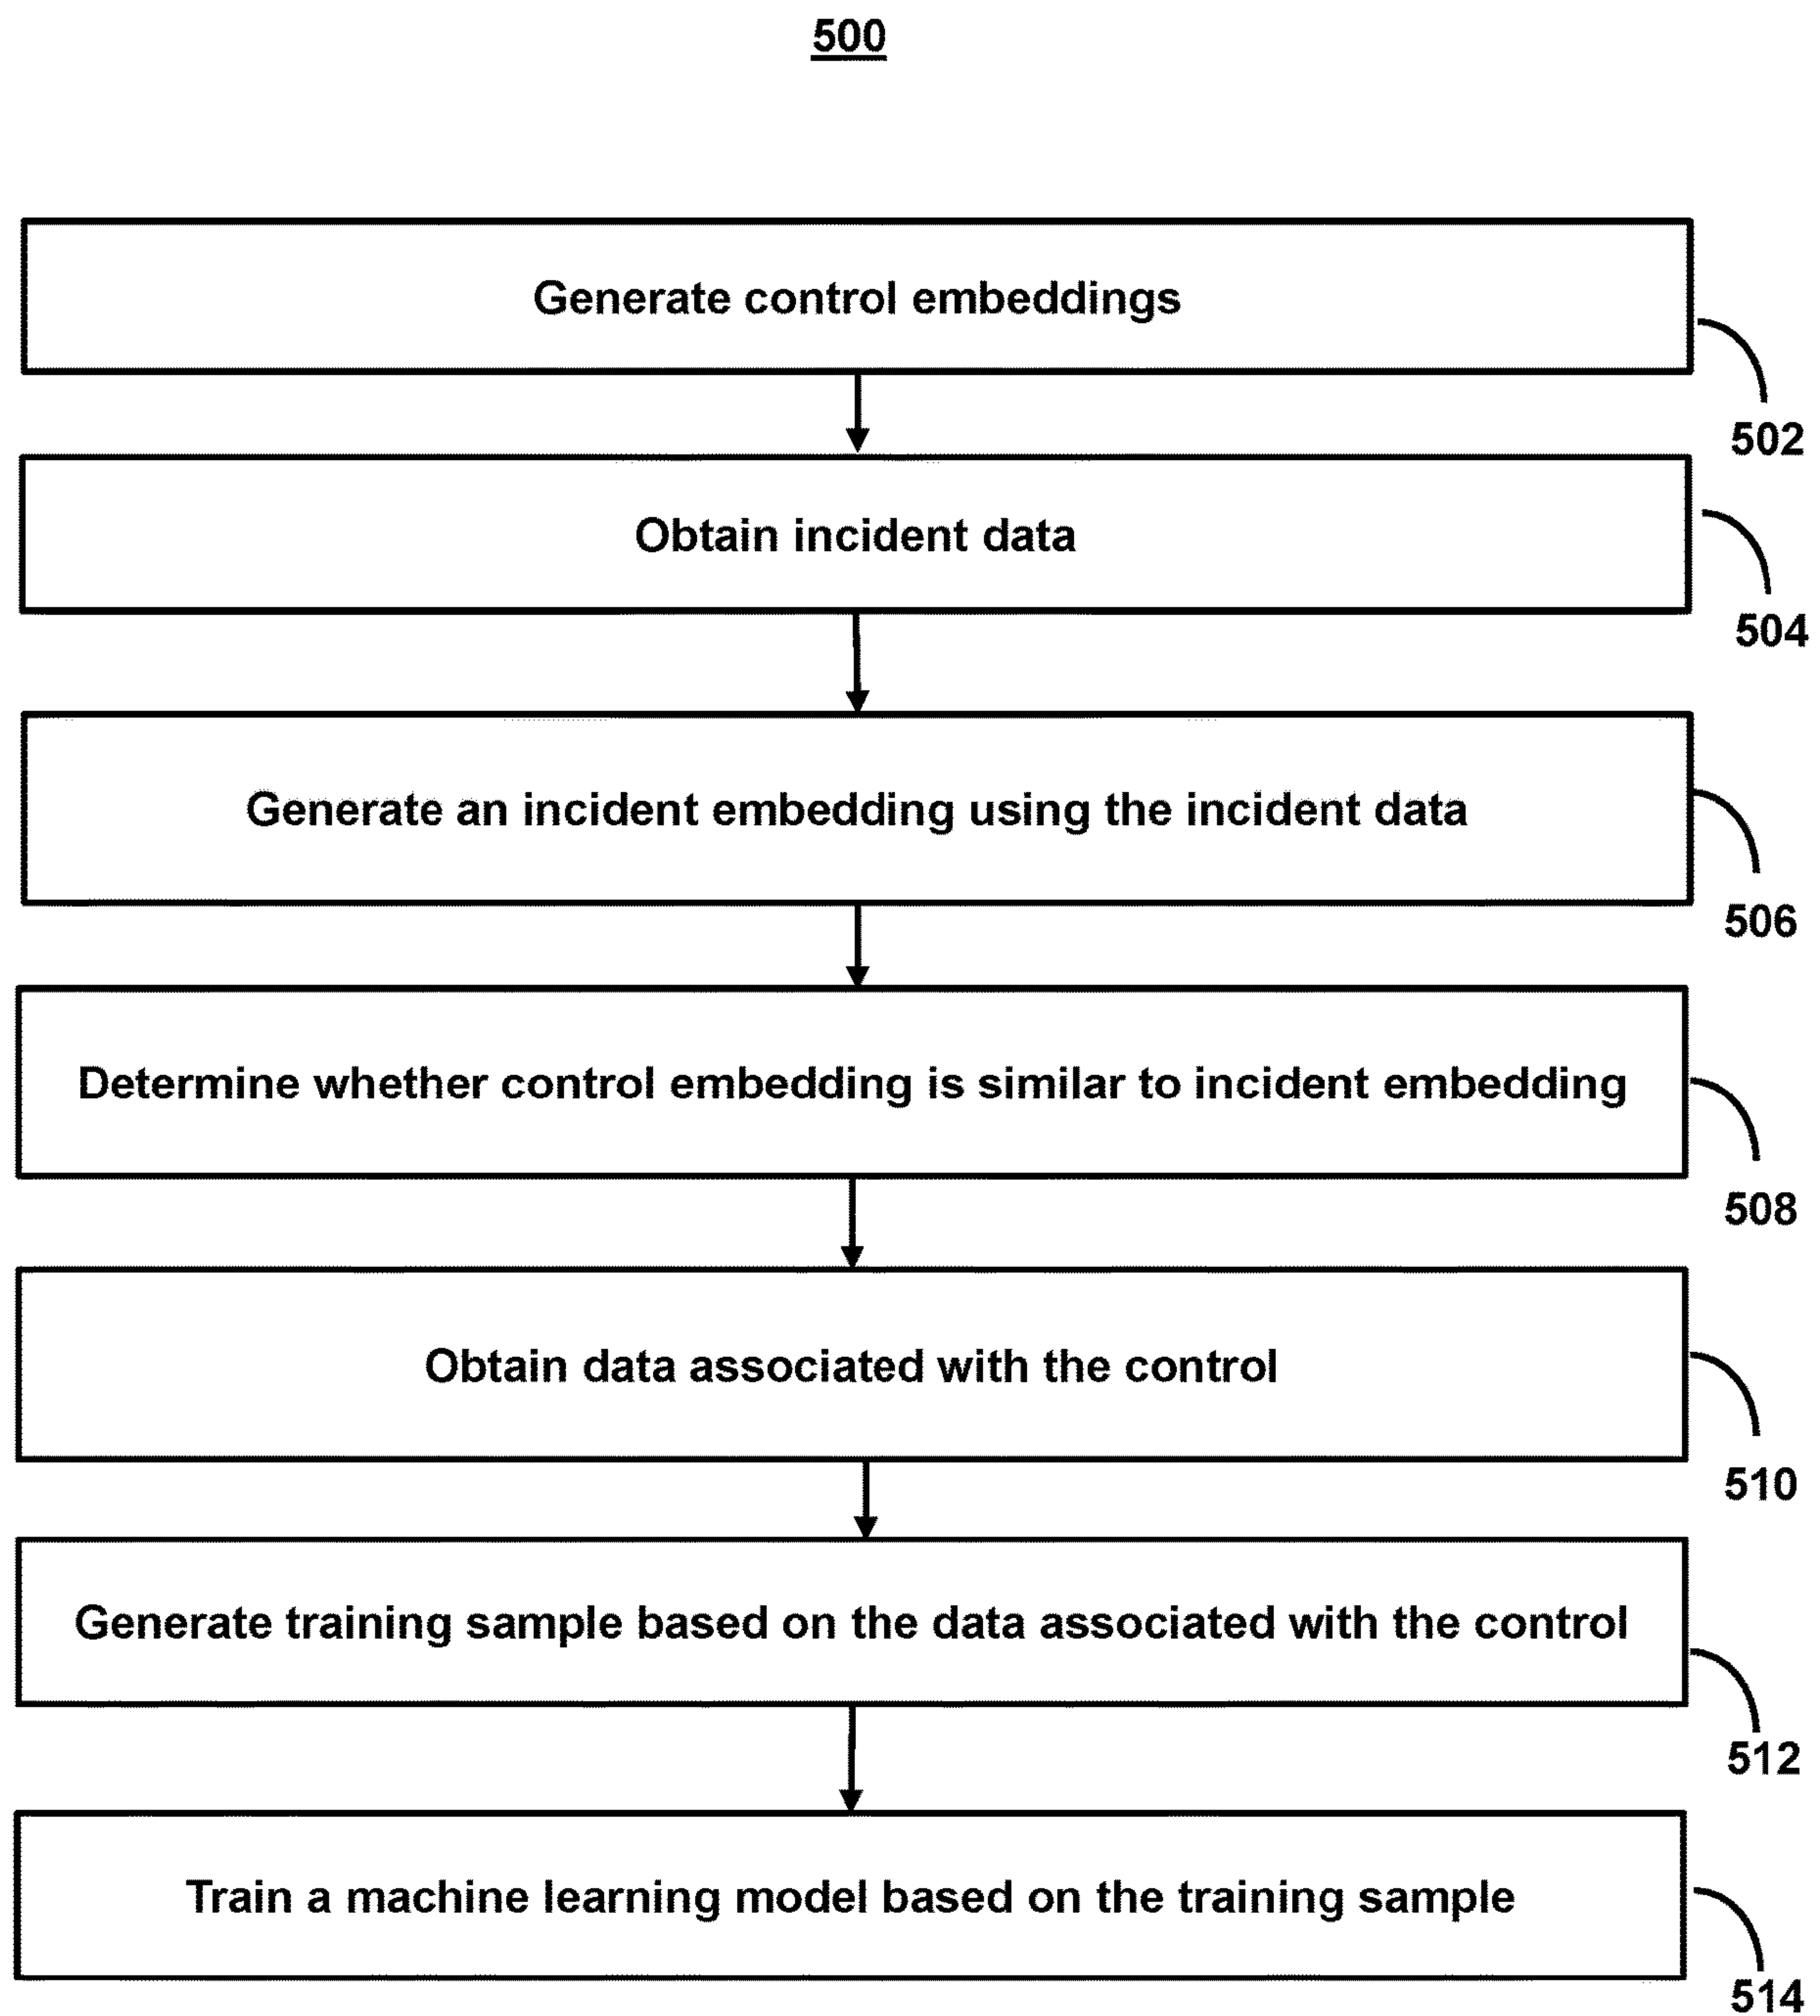 500
Generate control embeddings
502
Obtain incident data
504
Generate an incident embedding using the incident data
506
Determine whether control embedding is similar to incident embedding
508
Obtain data associated with the control
510
Generate training sample based on the data associated with the control
512
Train a machine learning model based on the training sample
514